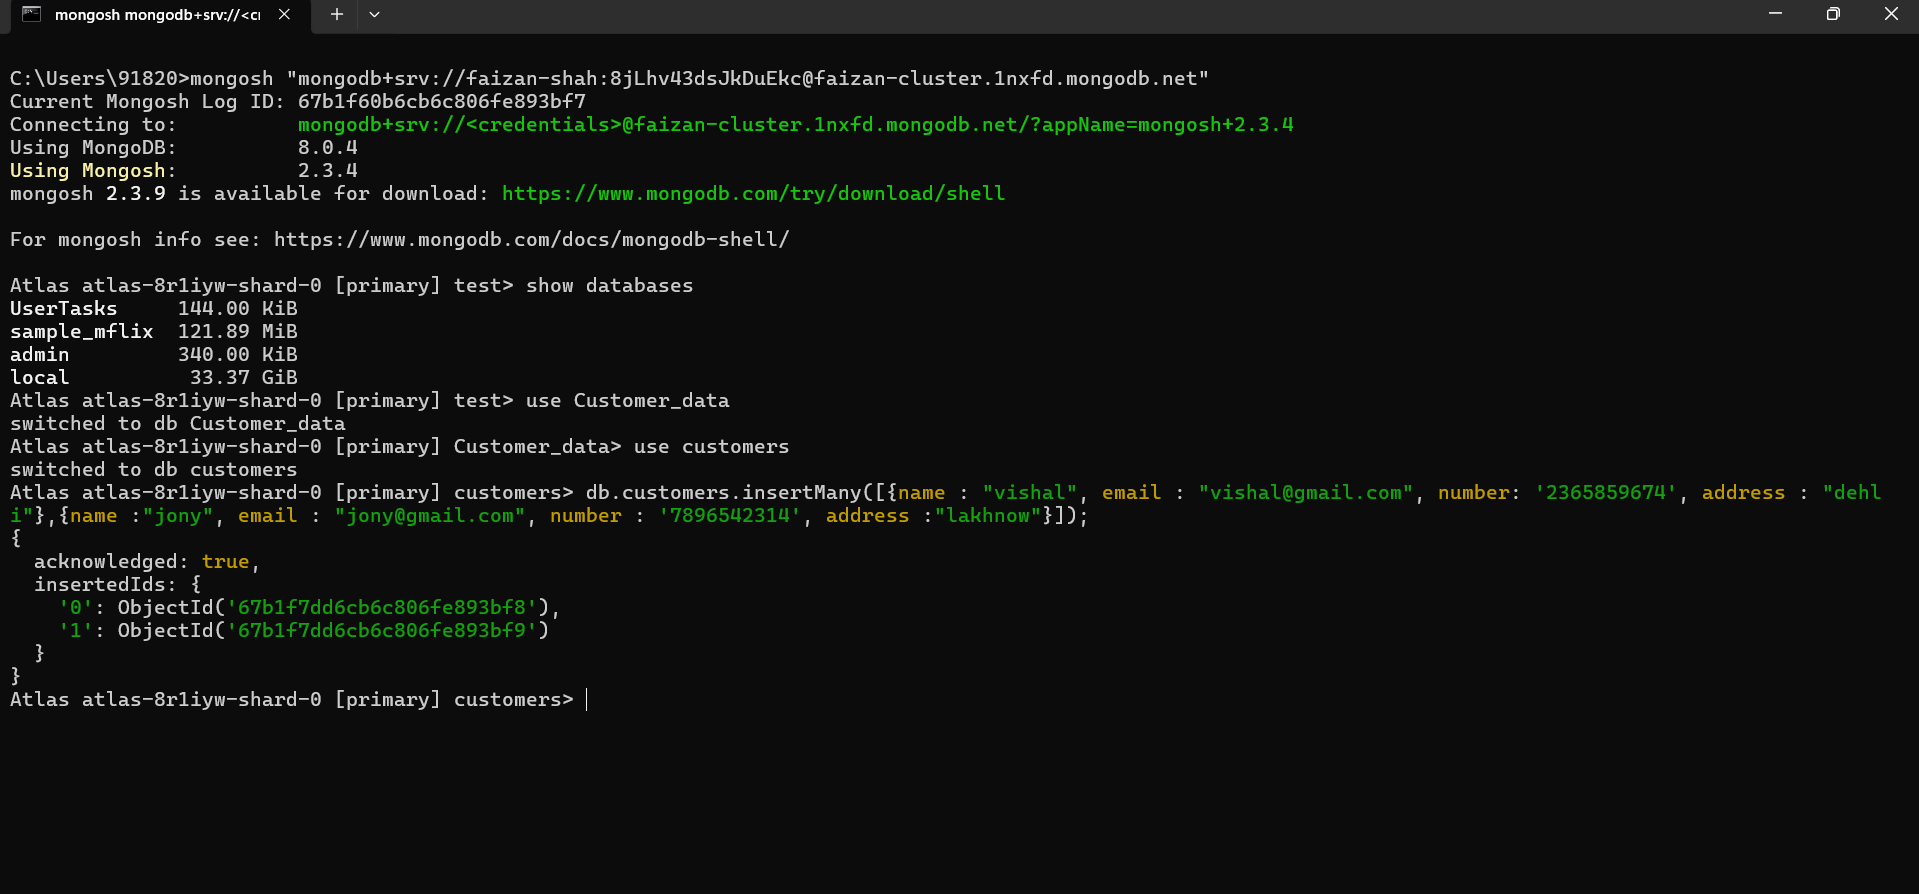 mongosh mongodb+srv://<cr
C:\Users\91820>mongosh "mongodb+srv://faizan-shah:8jLhv43dsJkDuEkc@faizan-cluster.1nxfd.mongodb.net"
Current Mongosh Log ID: 67b1f60b6cb6c806fe893bf7
Connecting to:          mongodb+srv://<credentials>@faizan-cluster.1nxfd.mongodb.net/?appName=mongosh+2.3.4
Using MongoDB:          8.0.4
Using Mongosh:          2.3.4
mongosh 2.3.9 is available for download: https://www.mongodb.com/try/download/shell
For mongosh info see: https://www.mongodb.com/docs/mongodb-shell/
Atlas atlas-8r1iyw-shard-0 [primary] test> show databases
UserTasks     144.00 KiB
sample_mflix  121.89 MiB
admin         340.00 KiB
local          33.37 GiB
Atlas atlas-8r1iyw-shard-0 [primary] test> use Customer_data
switched to db Customer_data
Atlas atlas-8r1iyw-shard-0 [primary] Customer_data> use customers
switched to db customers
Atlas atlas-8r1iyw-shard-0 [primary] customers> db.customers.insertMany([{name : "vishal", email : "vishal@gmail.com", number: '2365859674', address : "dehl
i"},{name :"jony", email : "jony@gmail.com", number : '7896542314', address :"lakhnow"}]);
{
  acknowledged: true,
  insertedIds: {
    '0': ObjectId('67b1f7dd6cb6c806fe893bf8'),
    '1': ObjectId('67b1f7dd6cb6c806fe893bf9')
  }
}
Atlas atlas-8r1iyw-shard-0 [primary] customers>